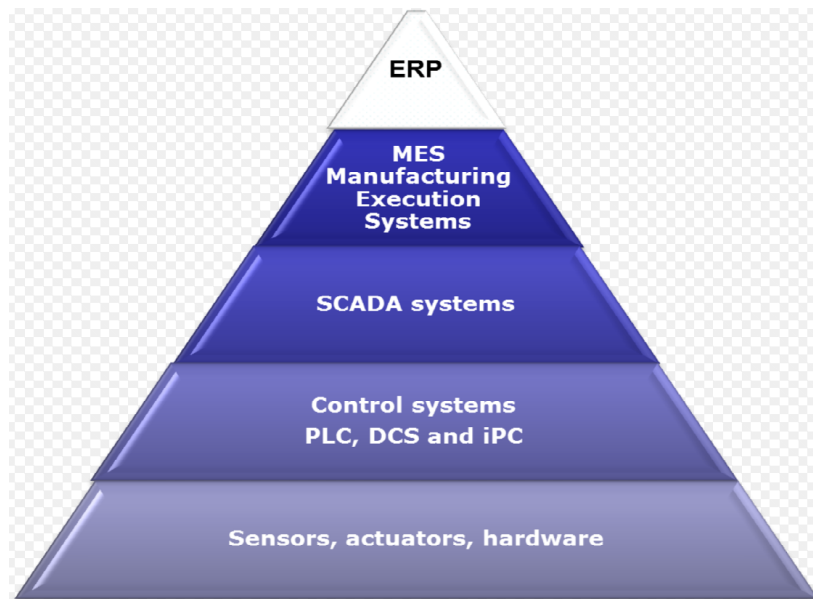 ERP
MES
Manufacturing
Execution
Systems
SCADA systems
Control systems
PLC, DCS and iPC
Sensors, actuators, hardware